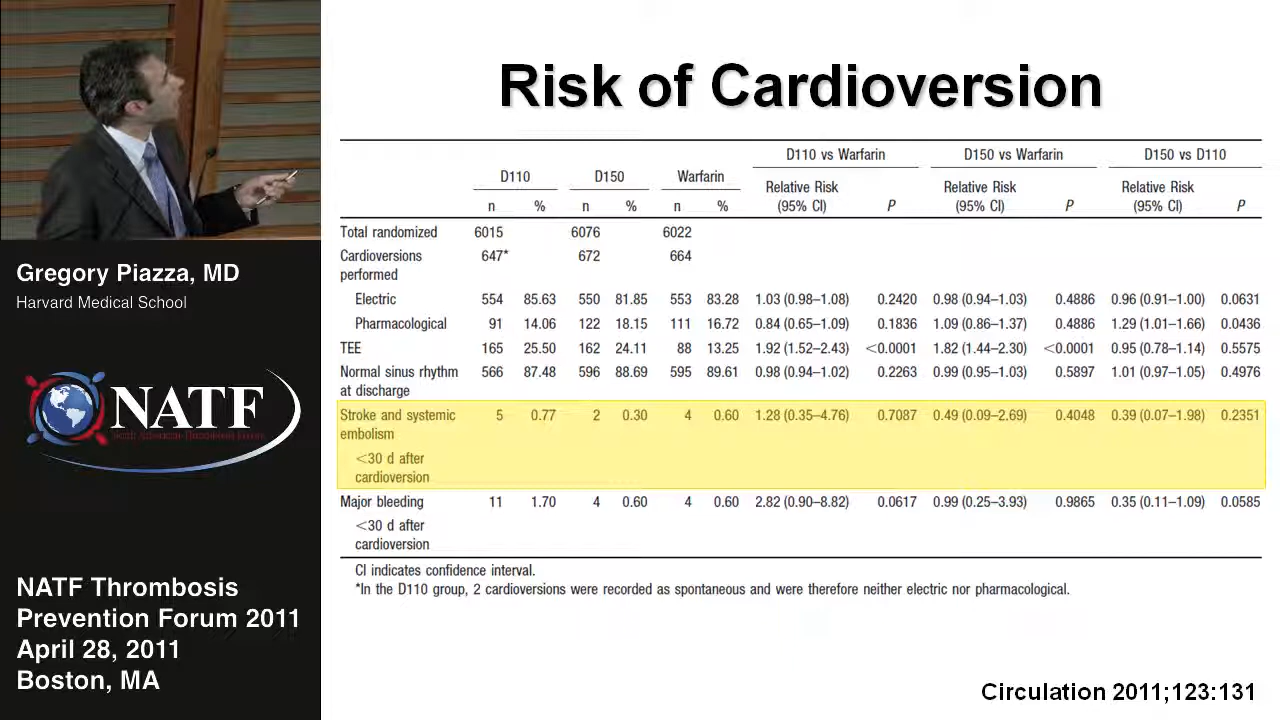 Risk of Cardioversion
D110 vs Warfarin D150 vs Warfarin D150 vs D110
D110 D150 Warfarin
Relative Risk Relative Risk Relative Risk
n % n % n % (95% CI) P (95% CI) P (95% CI) P
Total randomized 6015 6076 6022
Cardioversions 647* 672 664
performed
Electric 554 85.63 550 81.85 553 83.28 1.03 (0.98–1.08) 0.2420 0.98 (0.94–1.03) 0.4886 0.96 (0.91–1.00) 0.0631
Pharmacological 91 14.06 122 18.15 111 16.72 0.84 (0.65–1.09) 0.1836 1.09 (0.86–1.37) 0.4886 1.29 (1.01–1.66) 0.0436
TEE 165 25.50 162 24.11 88 13.25 1.92 (1.52–2.43) <0.0001 1.82 (1.44–2.30) <0.0001 0.95 (0.78–1.14) 0.5575
Normal sinus rhythm 566 87.48 596 88.69 595 89.61 0.98 (0.94–1.02) 0.2263 0.99 (0.95–1.03) 0.5897 1.01 (0.97–1.05) 0.4976
at discharge
Stroke and systemic 5 0.77 2 0.30 4 0.60 1.28 (0.35–4.76) 0.7087 0.49 (0.09–2.69) 0.4048 0.39 (0.07–1.98) 0.2351
embolism
<30 d after
cardioversion
Major bleeding 11 1.70 4 0.60 4 0.60 2.82 (0.90–8.82) 0.0617 0.99 (0.25–3.93) 0.9865 0.35 (0.11–1.09) 0.0585
<30 d after
cardioversion
CI indicates confidence interval.
*In the D110 group, 2 cardioversions were recorded as spontaneous and were therefore neither electric nor pharmacological.
Circulation 2011;123:131
Gregory Piazza, MD
Harvard Medical School
NATF
NATF Thrombosis
Prevention Forum 2011
April 28, 2011
Boston, MA